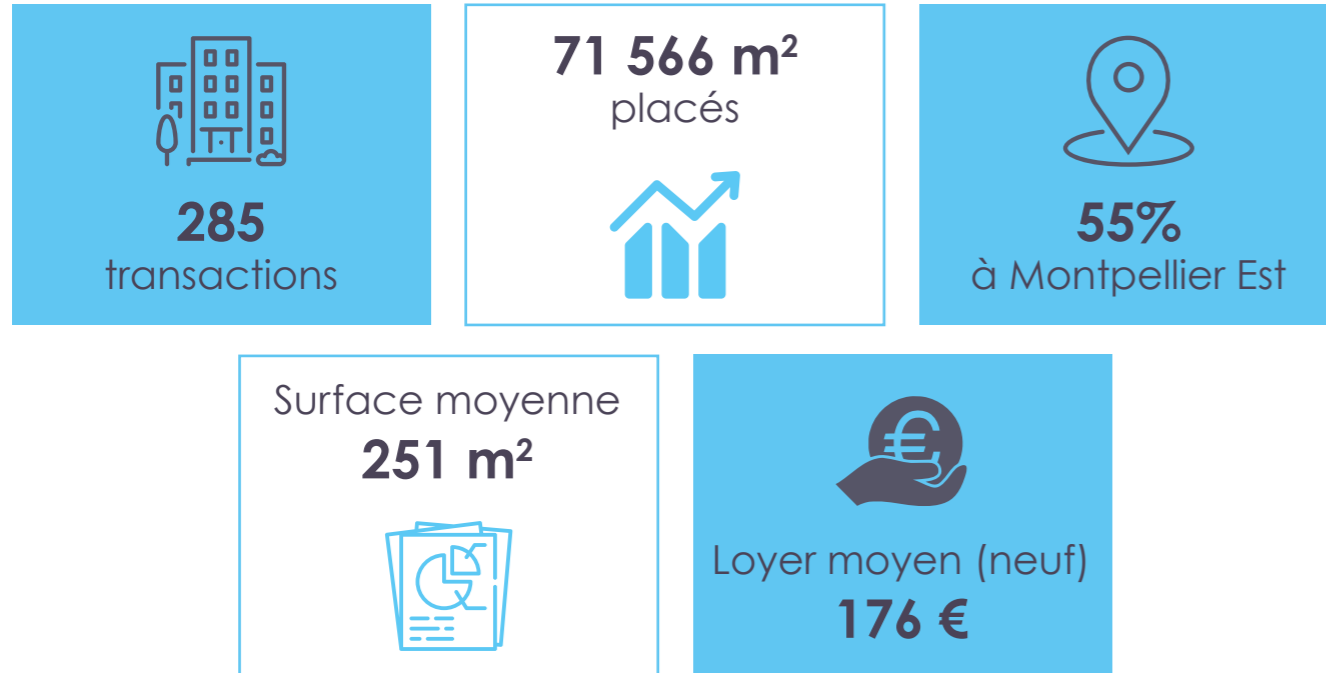 285
transactions
71 566 m²
placés
55%
à Montpellier Est
Surface moyenne
251 m²
€
Loyer moyen (neuf)
176 €